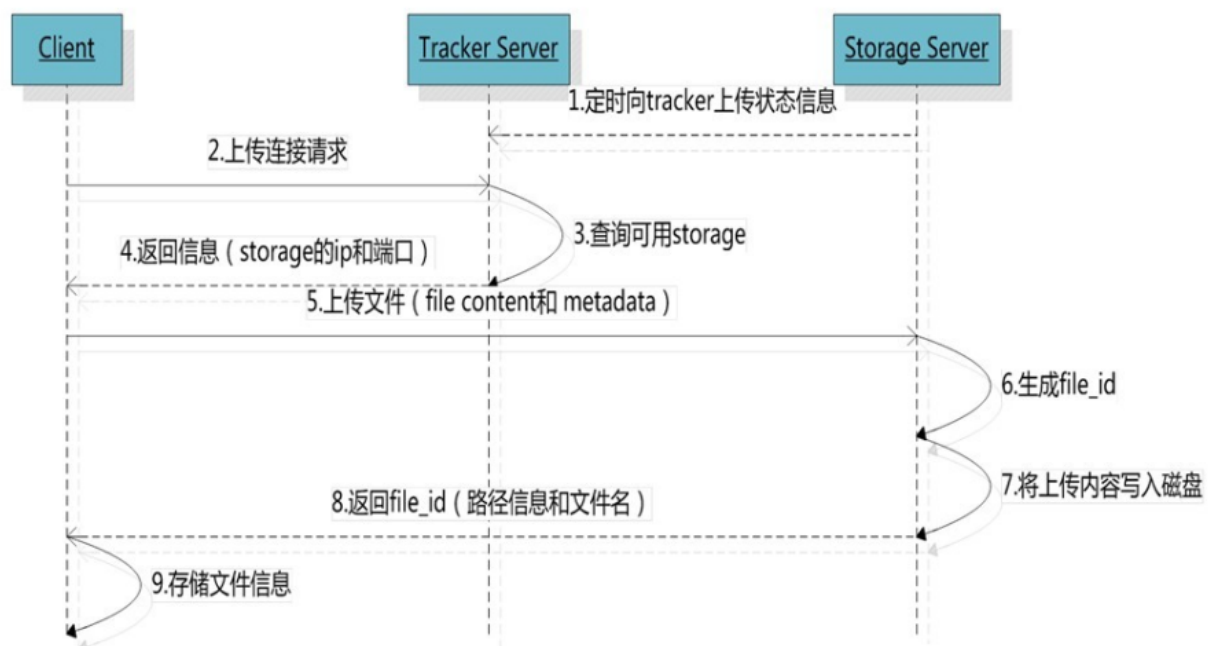 Client
Tracker Server
Storage Server
1.定时向tracker上传状态信息
2.上传连接请求
3.查询可用storage
4.返回信息（storage的ip和端口）
5.上传文件（file content和 metadata）
6.生成file_id
7.将上传内容写入磁盘
8.返回file_id（路径信息和文件名）
9.存储文件信息